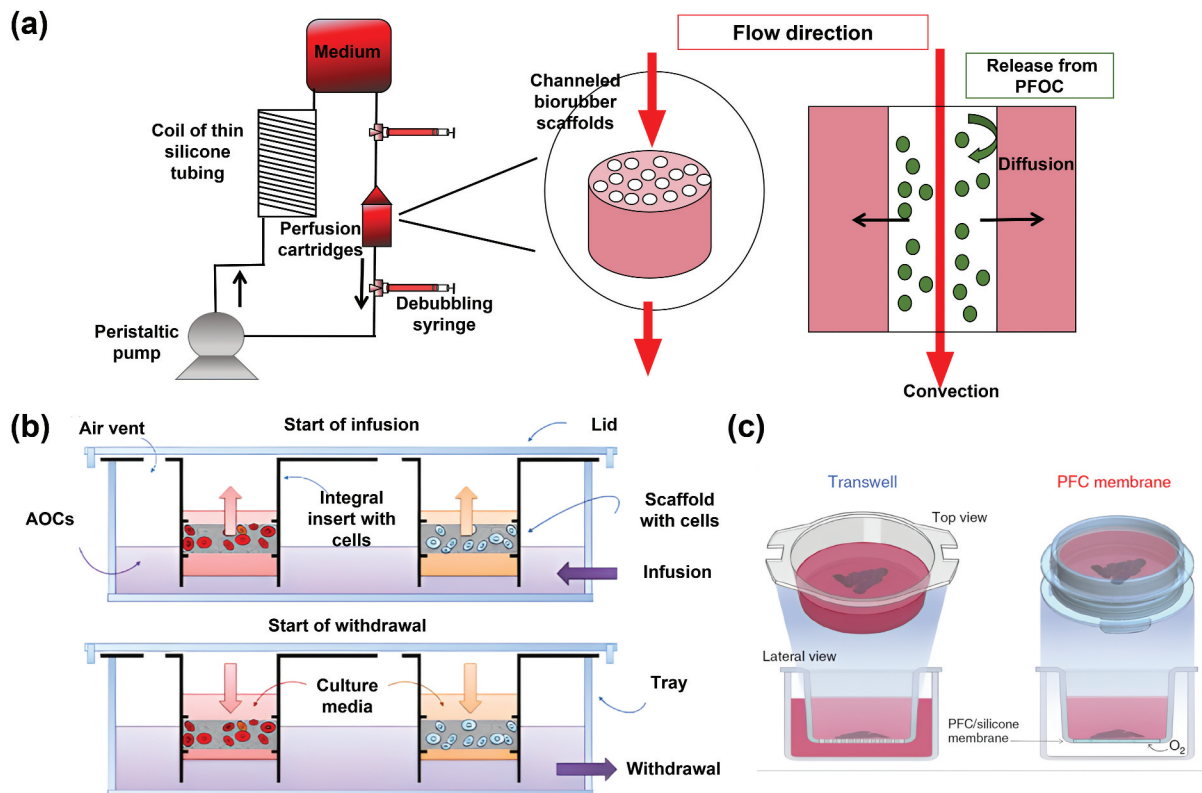 (a)
Medium
Coil of thin
silicone
tubing
Perfusion
cartridges
Debubbling
syringe
Peristaltic
pump
Flow direction
Channeled
biorubber
scaffolds
Release from
PFOC
Diffusion
Convection
(b)
Air vent
Start of infusion
Lid
AOCs
Integral
insert with
cells
Scaffold
with cells
Infusion
Start of withdrawal
Culture
media
Tray
Withdrawal
(c)
Transwell
PFC membrane
Top view
Lateral view
PFC/silicone
membrane
O₂